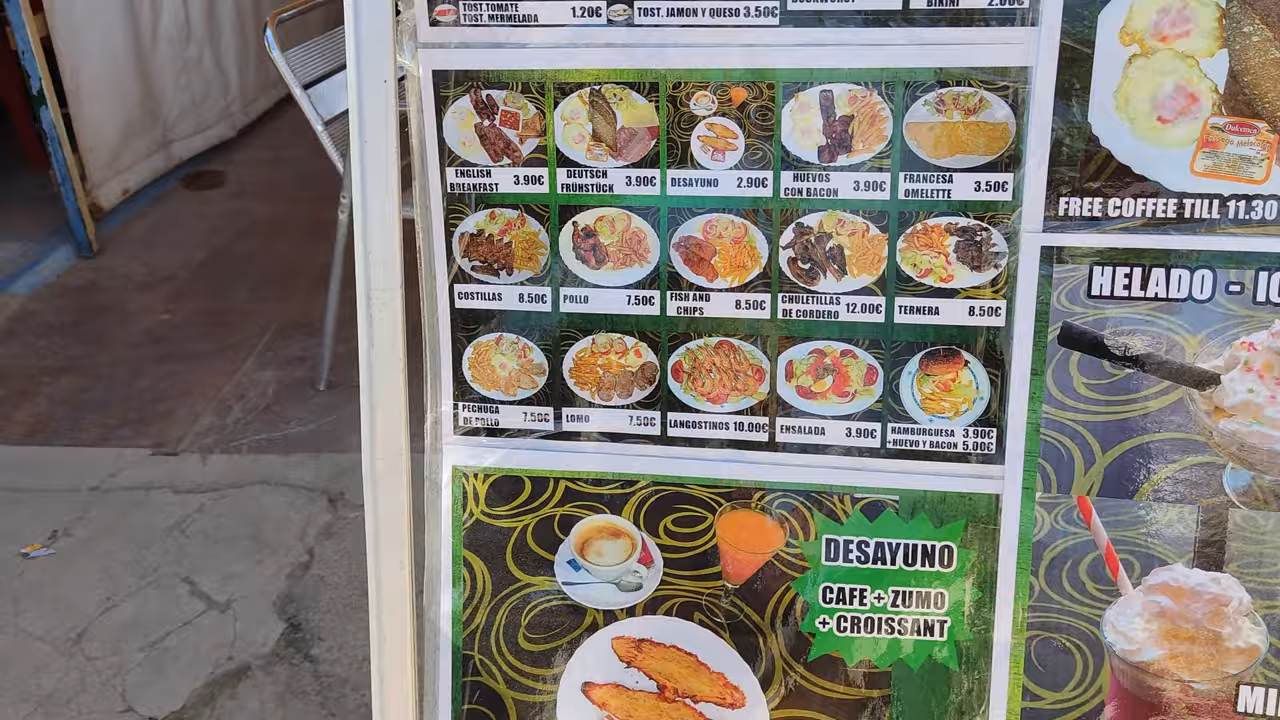 TOST.TOMATE
TOST. MERMELADA 1.20€
TOST. JAMON Y QUESO 3.50€
BIKINI 2.00€
ENGLISH
BREAKFAST 3.90€
DEUTSCH
FRÜHSTÜCK 3.90€
DESAYUNO 2.90€
HUEVOS
CON BACON 3.90€
FRANCESA
OMELETTE 3.50€
COSTILLAS 8.50€
POLLO 7.50€
FISH AND
CHIPS 8.50€
CHULETILLAS
DE CORDERO 12.00€
TERNERA 8.50€
PECHUGA
DE POLLO 7.50€
LOMO 7.50€
LANGOSTINOS 10.00€
ENSALADA 3.90€
HAMBURGUESA 3.90€
+HUEVO Y BACON 5.00€
DESAYUNO
CAFE + ZUMO
+ CROISSANT
FREE COFFEE TILL 11.30
HELADO - IC
MI